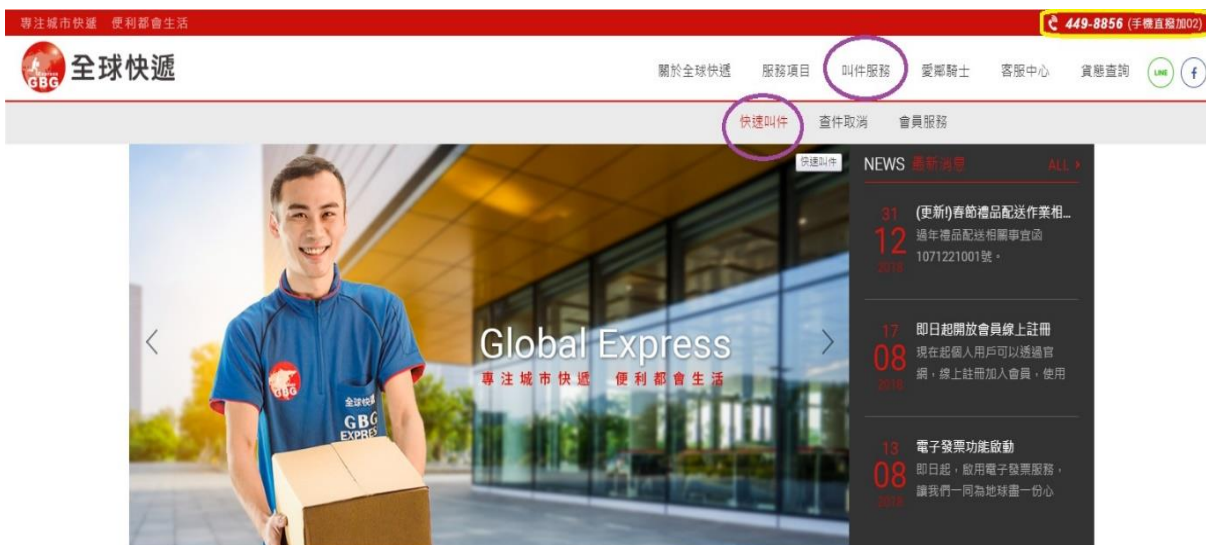 專注城市快遞 便利都會生活
449-8856 (手機直撥加02)
GBG
全球快遞
關於全球快遞 服務項目 叫件服務 愛鄰騎士 客服中心 貨態查詢 LINE f
快速叫件 查件取消 會員服務
快速叫件
NEWS 最新消息 ALL
31
12
2018
(更新!)春節禮品配送作業相...
過年禮品配送相關事宜函
1071221001號。
17
08
2018
即日起開放會員線上註冊
現在起個人用戶可以透過官
網，線上註冊加入會員，使用
13
08
2018
電子發票功能啟動
即日起，啟用電子發票服務，
讓我們一同為地球盡一份心
Global Express
專注城市快遞 便利都會生活
GBG
全球快遞
GBG
EXPRES